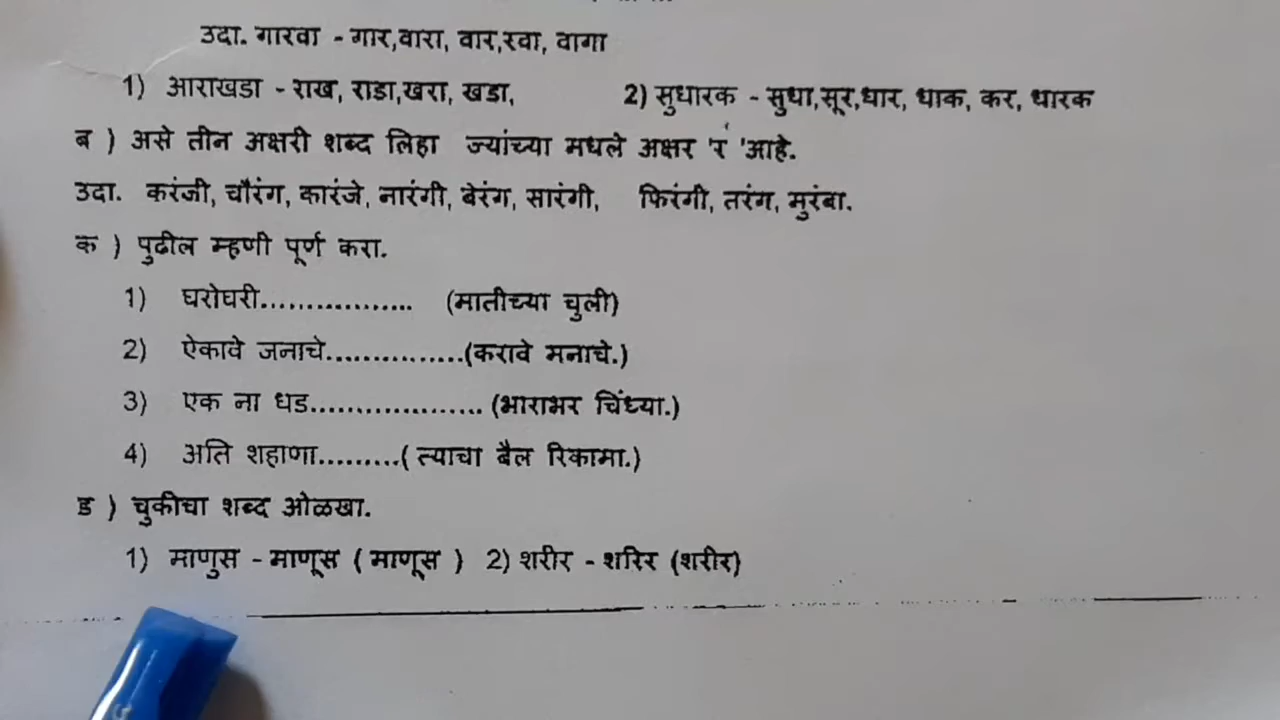 उदा. गारवा - गार,वारा, वार,रवा, वागा
1) आराखडा - राख, राडा,खरा, खडा, 2) सुधारक - सुधा,सूर,धार, धाक, कर, धारक
ब ) असे तीन अक्षरी शब्द लिहा ज्यांच्या मधले अक्षर 'रं 'आहे.
उदा. करंजी, चौरंग, कारंजे, नारंगी, बेरंग, सारंगी, फिरंगी, तरंग, मुरंबा.
क ) पुढील म्हणी पूर्ण करा.
1) घरोघरी................. (मातीच्या चुली)
2) ऐकावे जनाचे...............(करावे मनाचे.)
3) एक ना धड................... (भाराभर चिंध्या.)
4) अति शहाणा.........( त्याचा बैल रिकामा.)
ड ) चुकीचा शब्द ओळखा.
1) माणुस - माणूस ( माणूस ) 2) शरीर - शरिर (शरीर)